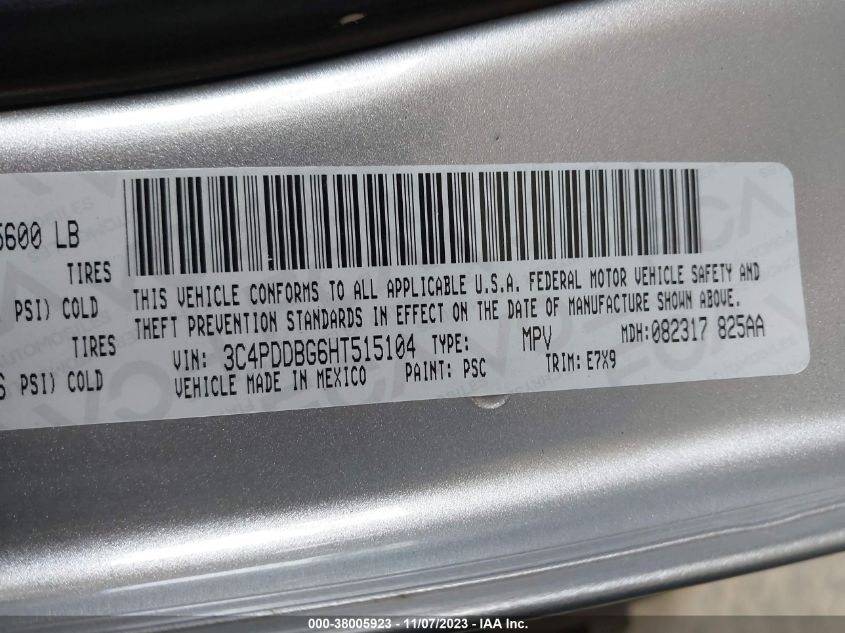 5600 LB
TIRES
PSI) COLD
TIRES
PSI) COLD
THIS VEHICLE CONFORMS TO ALL APPLICABLE U.S.A. FEDERAL MOTOR VEHICLE SAFETY AND
THEFT PREVENTION STANDARDS IN EFFECT ON THE DATE OF MANUFACTURE SHOWN ABOVE.
VIN: 3C4PDDBG6HT515104 TYPE: MPV MDH: 082317 825AA
VEHICLE MADE IN MEXICO PAINT: PSC TRIM: E7X9
000-38005923 - 11/07/2023 - IAA Inc.